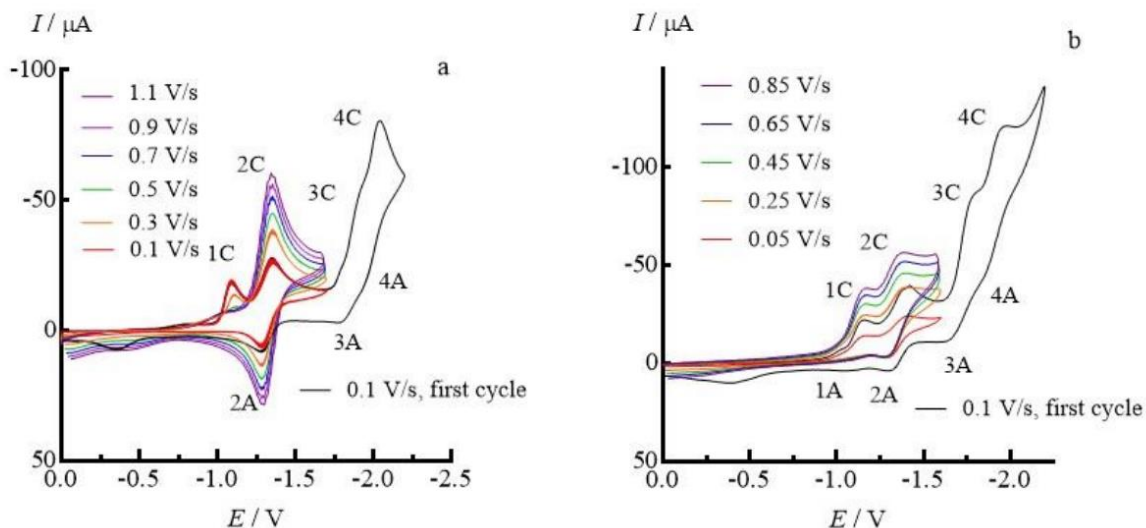 I / μA
a
-100
-50
0
50
1.1 V/s
0.9 V/s
0.7 V/s
0.5 V/s
0.3 V/s
0.1 V/s
1C
2C
3C
4C
4A
3A
2A
0.1 V/s, first cycle
0.0 -0.5 -1.0 -1.5 -2.0 -2.5
E / V
I / μA
b
-100
-50
0
50
0.85 V/s
0.65 V/s
0.45 V/s
0.25 V/s
0.05 V/s
4C
3C
2C
1C
4A
3A
1A
2A
0.1 V/s, first cycle
0.0 -0.5 -1.0 -1.5 -2.0
E / V